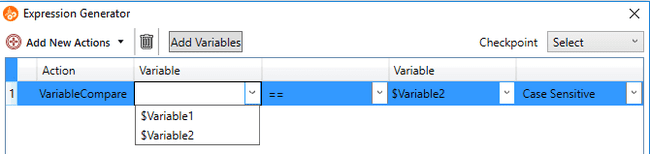 Expression Generator
Add New Actions Add Variables Checkpoint Select
Action Variable Variable
1 VariableCompare == $Variable2 Case Sensitive
$Variable1
$Variable2